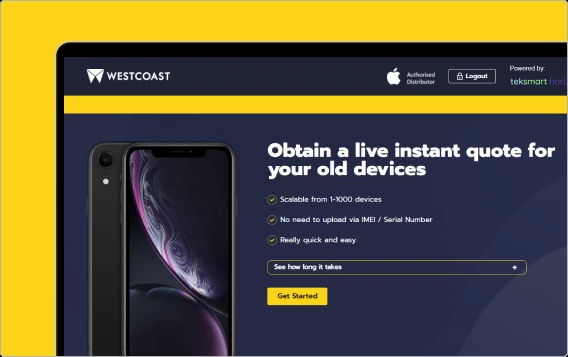 WESTCOAST
Authorised
Distributor
Logout
Powered by:
teksmart
Obtain a live instant quote for
your old devices
Scalable from 1-1000 devices
No need to upload via IMEI / Serial Number
Really quick and easy
See how long it takes +
Get Started